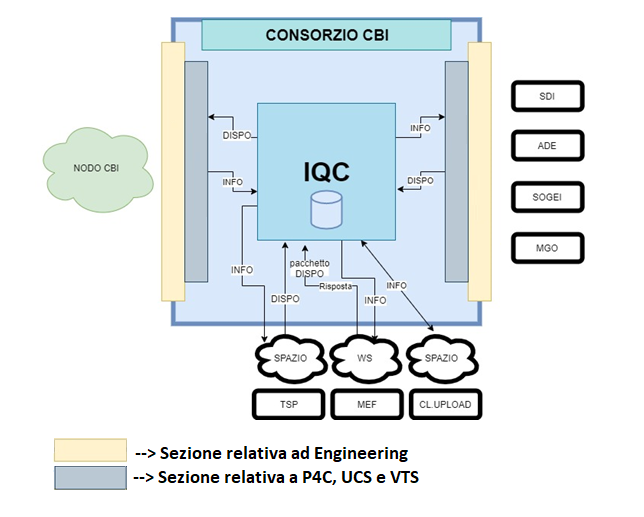 CONSORZIO CBI
SDI
DISPO
INFO
ADE
NODO CBI
IQC
INFO
DISPO
SOGEI
MGO
INFO
pacchetto
DISPO
DISPO
Risposta
INFO
INFO
SPAZIO
WS
SPAZIO
TSP
MEF
CL.UPLOAD
--> Sezione relativa ad Engineering
--> Sezione relativa a P4C, UCS e VTS